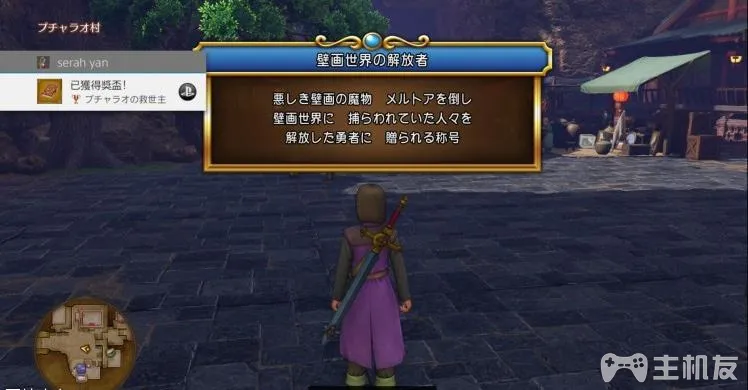 プチャラオ村
serah yan
已獲得獎盃!
プチャラオの救世主
壁画世界の解放者
悪しき壁画の魔物 メルトアを倒し
壁画世界に 捕らわれていた人々を
解放した勇者に 贈られる称号
主机友